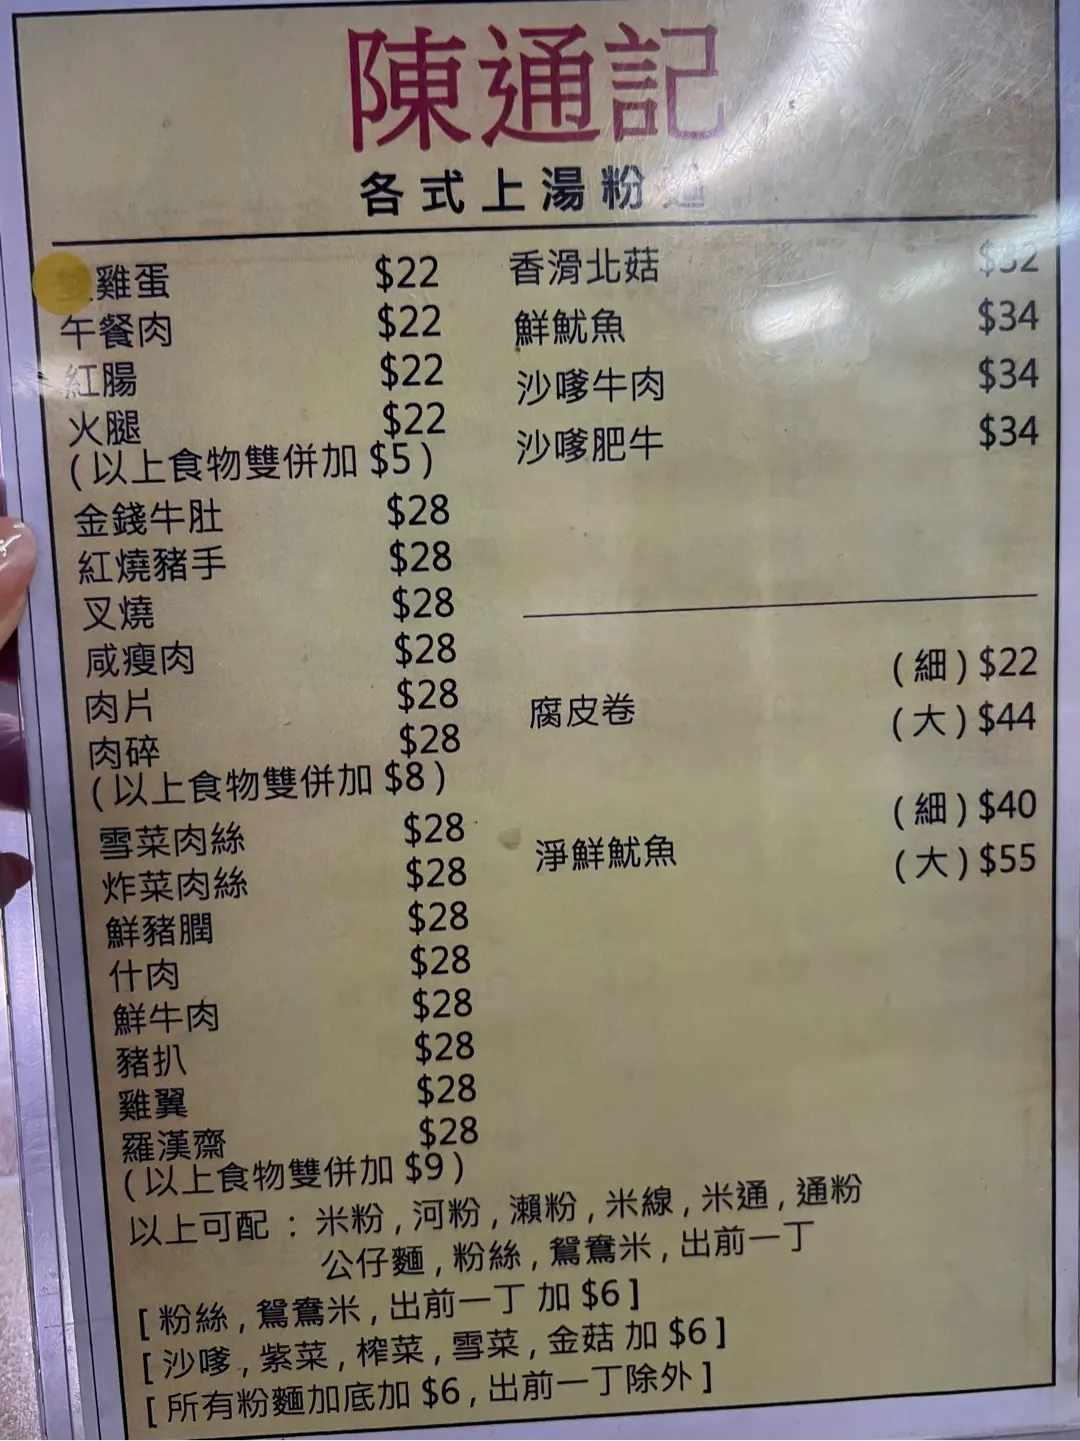 陳通記
各式上湯粉
雞蛋 $22
午餐肉 $22
紅腸 $22
火腿 $22
(以上食物雙併加 $5)
金錢牛肚 $28
紅燒豬手 $28
叉燒 $28
咸瘦肉 $28
肉片 $28
肉碎 $28
(以上食物雙併加 $8)
雪菜肉絲 $28
炸菜肉絲 $28
鮮豬膶 $28
什肉 $28
鮮牛肉 $28
豬扒 $28
雞翼 $28
羅漢齋 $28
(以上食物雙併加 $9)
香滑北菇 $32
鮮魷魚 $34
沙嗲牛肉 $34
沙嗲肥牛 $34
腐皮卷
(細) $22
(大) $44
淨鮮魷魚
(細) $40
(大) $55
以上可配 : 米粉 , 河粉 , 瀨粉 , 米線 , 米通 , 通粉
公仔麵 , 粉絲 , 鴛鴦米 , 出前一丁
[ 粉絲 , 鴛鴦米 , 出前一丁 加 $6 ]
[ 沙嗲 , 紫菜 , 榨菜 , 雪菜 , 金菇 加 $6 ]
[ 所有粉麵加底加 $6 , 出前一丁除外 ]